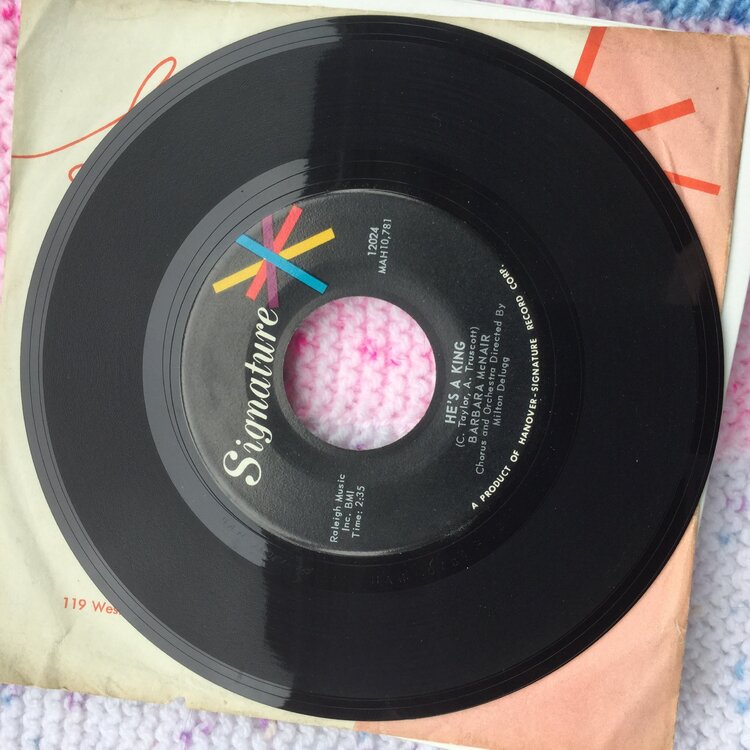 Signature
12024
MAH10,781
Raleigh Music
Inc. BMI
Time: 2:35
HE'S A KING
(C. Taylor, A. Truscott)
BARBARA McNAIR
Chorus and Orchestra Directed By
Milton Delugg
A PRODUCT OF HANOVER-SIGNATURE RECORD CORP.
119